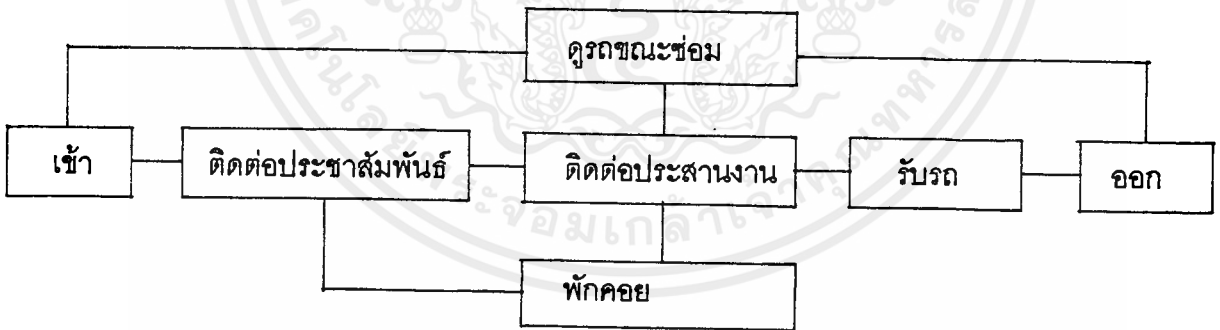 ดูรถขณะซ่อม
เข้า
ติดต่อประชาสัมพันธ์
ติดต่อประสานงาน
รับรถ
ออก
พักคอย